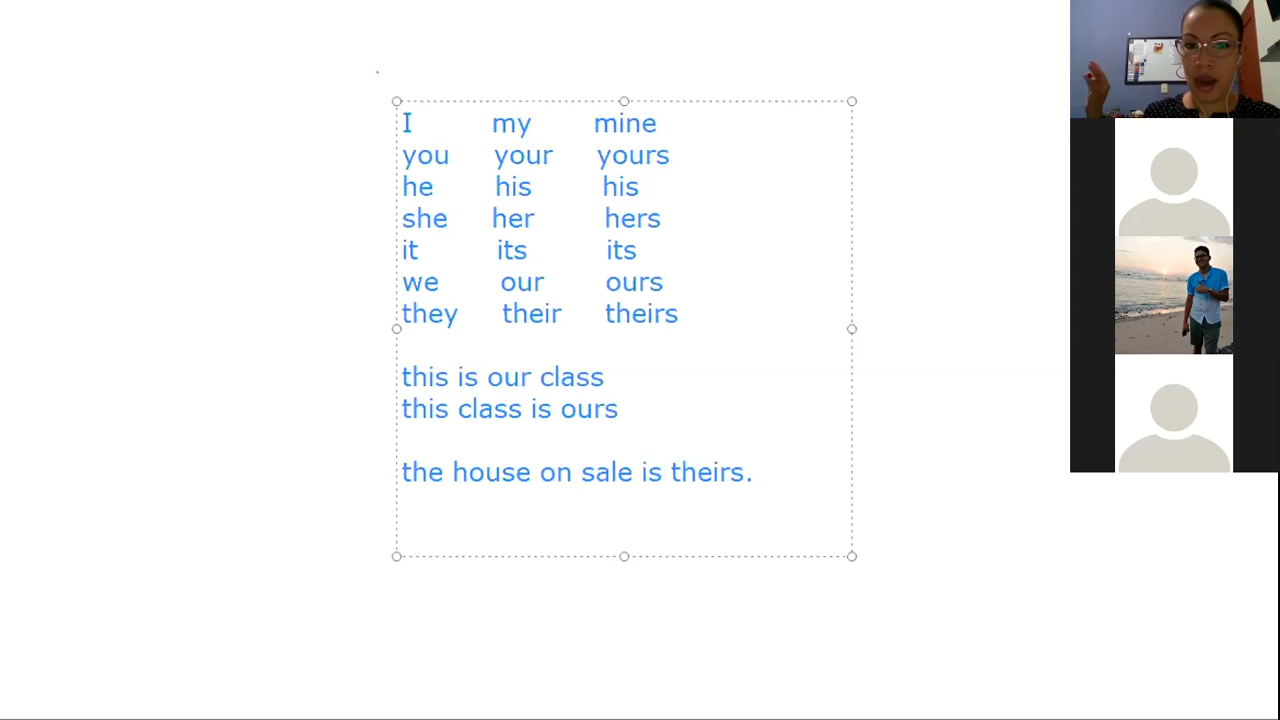 I my mine
you your yours
he his his
she her hers
it its its
we our ours
they their theirs
this is our class
this class is ours
the house on sale is theirs.